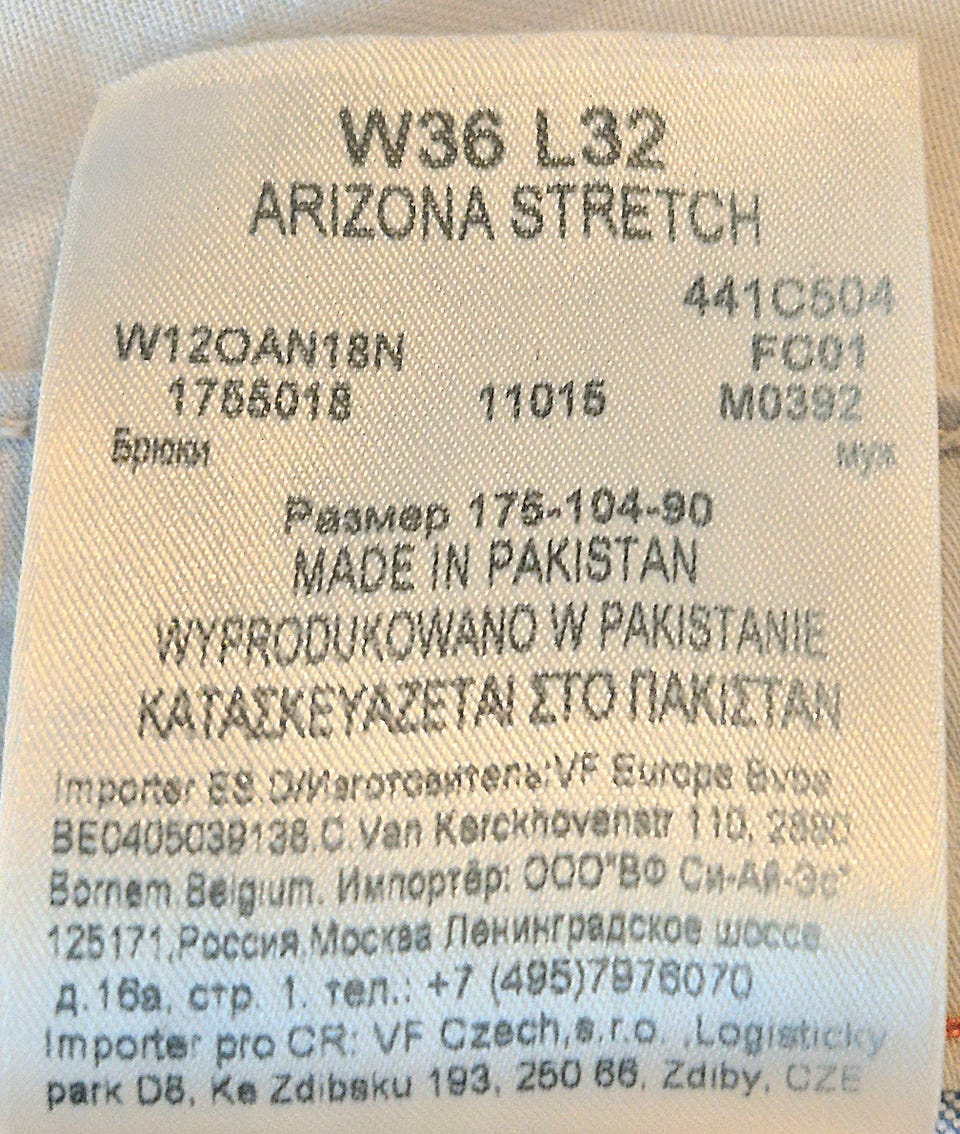 W36 L32
ARIZONA STRETCH
441C504
W12OAN18N FC01
1755018 11015 M0392
Брюки муж
Размер 175-104-90
MADE IN PAKISTAN
WYPRODUKOWANO W PAKISTANIE
ΚΑΤΑΣΚΕΥΑΖΕΤΑΙ ΣΤΟ ΠΑΚΙΣΤΑΝ
Importer ES.D/Изготовитель:VF Europe Bvba
BE0405039138.C.Van Kerckhovenstr 110, 2880
Bornem.Belgium. Импортёр: ООО"ВФ Си-Ай-Эс"
125171,Россия,Москва Ленинградское шоссе
д.16а, стр. 1. тел.: +7 (495)7976070
Importer pro CR: VF Czech,s.r.o. ,Logisticky
park D8, Ke Zdibsku 193, 250 66, Zdiby, CZE